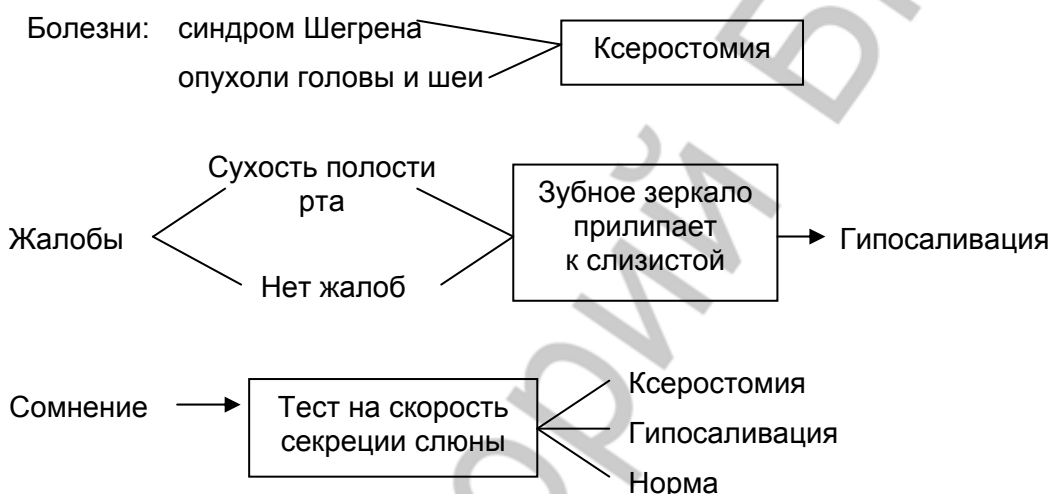 Болезни: синдром Шегрена
опухоли головы и шеи
Ксеростомия
Жалобы
Сухость полости
рта
Нет жалоб
Зубное зеркало
прилипает
к слизистой
Гипосаливация
Сомнение
Тест на скорость
секреции слюны
Ксеростомия
Гипосаливация
Норма